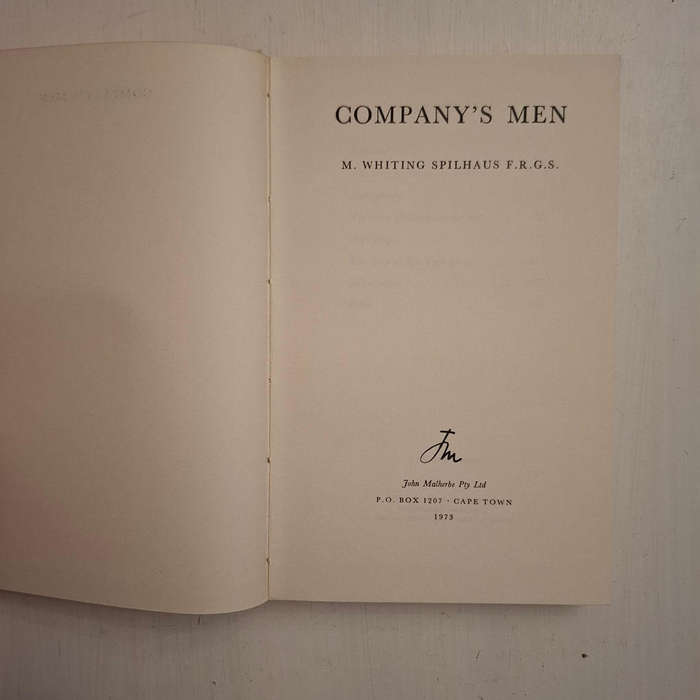 COMPANY'S MEN
M. WHITING SPILHAUS F.R.G.S.
Jm
John Malherbe Pty Ltd
P.O. BOX 1207 · CAPE TOWN
1973